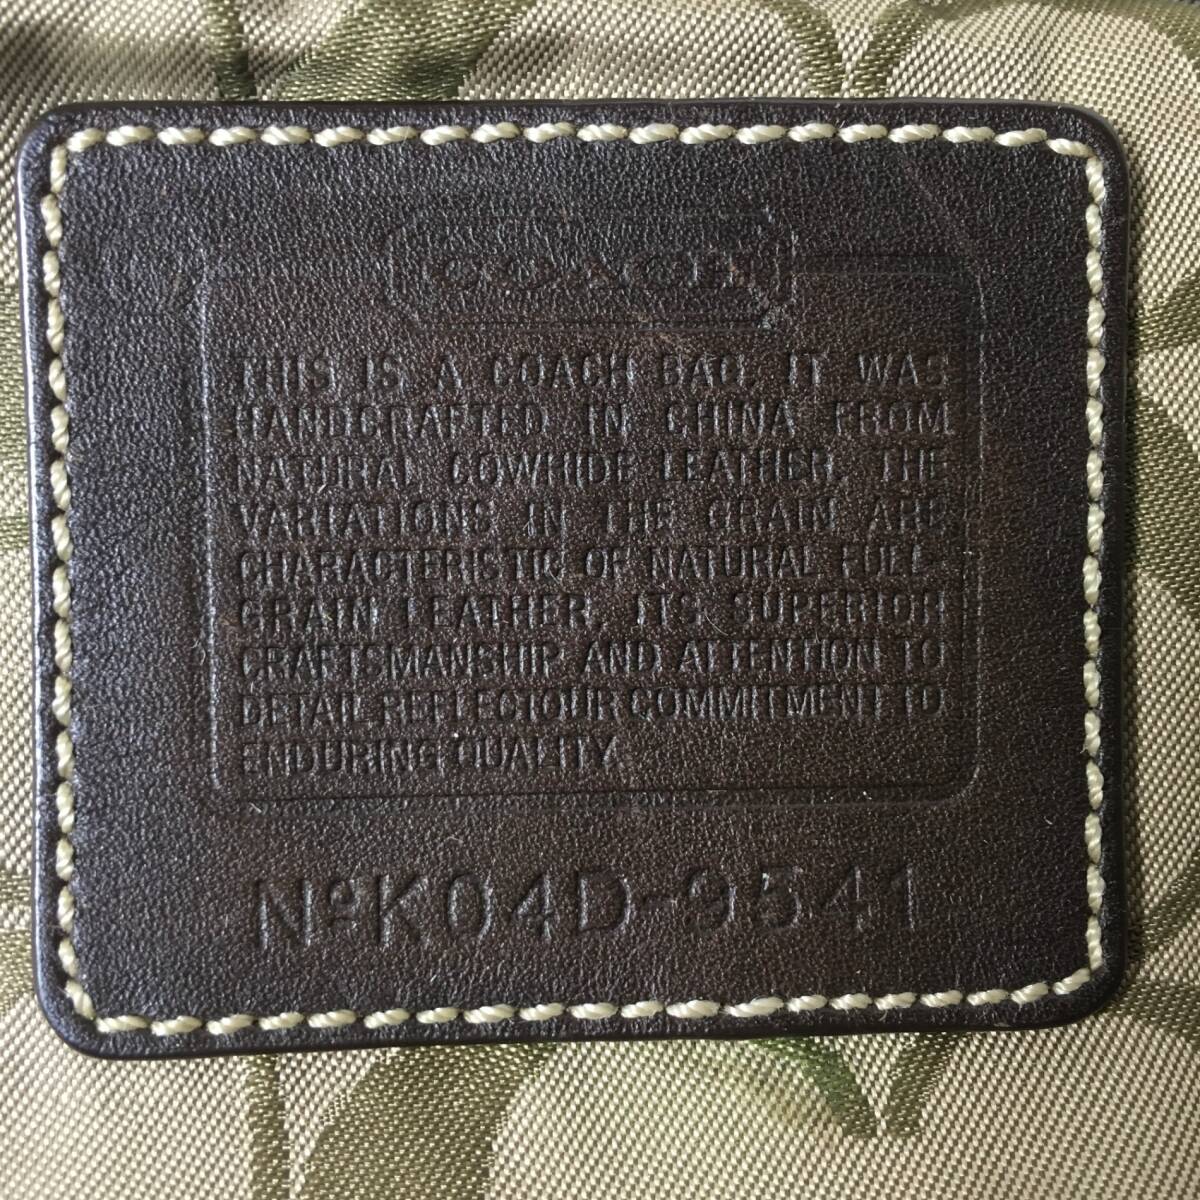 COACH
THIS IS A COACH BAG. IT WAS
HANDCRAFTED IN CHINA FROM
NATURAL COWHIDE LEATHER. THE
VARIATIONS IN THE GRAIN ARE
CHARACTERISTIC OF NATURAL FULL-
GRAIN LEATHER. ITS SUPERIOR
CRAFTSMANSHIP AND ATTENTION TO
DETAIL REFLECT OUR COMMITMENT TO
ENDURING QUALITY.
Nº K04D-9541